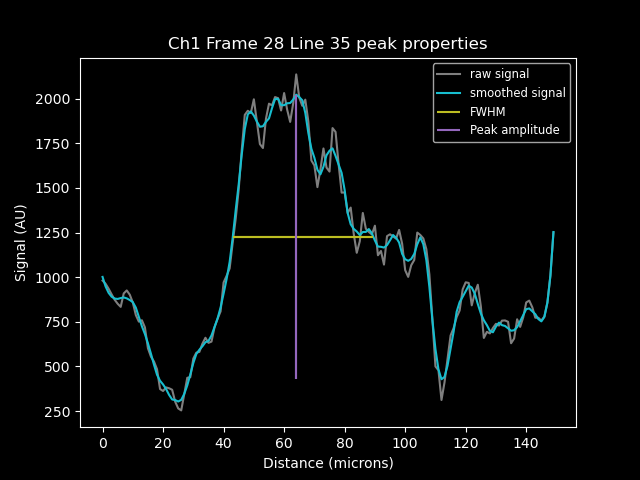 Ch1 Frame 28 Line 35 peak properties
raw signal
smoothed signal
FWHM
Peak amplitude
Signal (AU)
2000
1750
1500
1250
1000
750
500
250
0 20 40 60 80 100 120 140
Distance (microns)